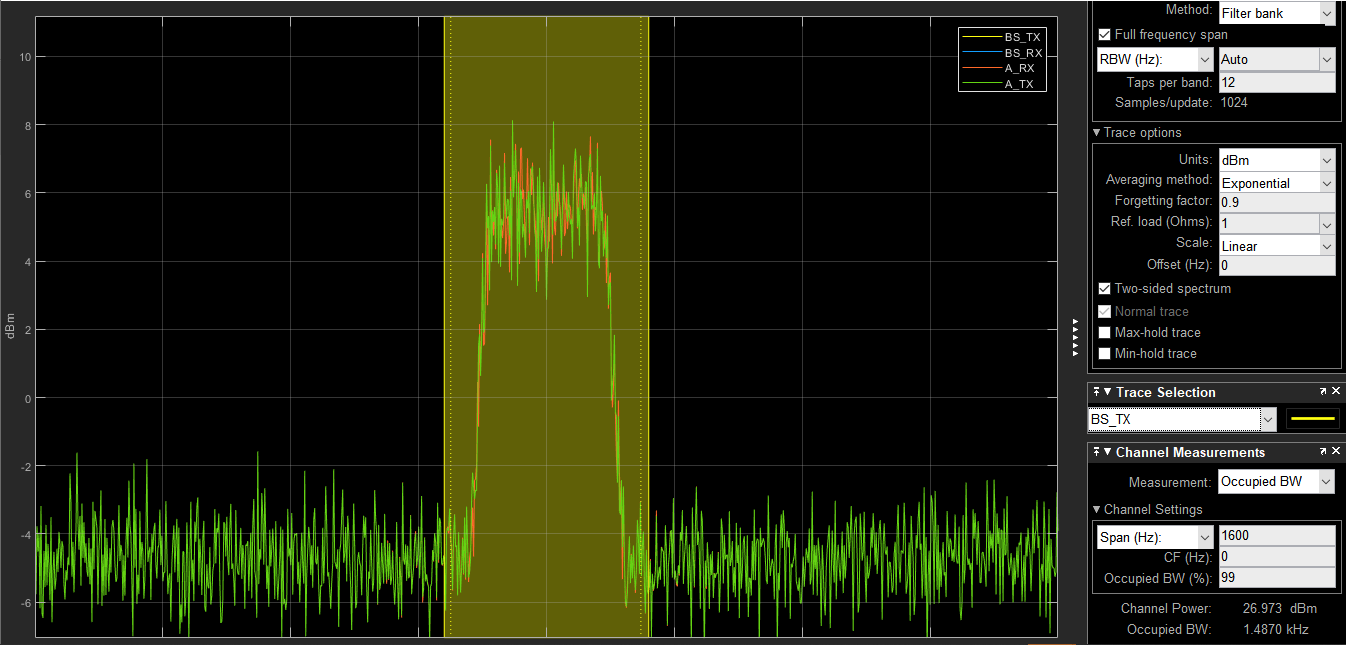 dBm
10
8
6
4
2
0
-2
-4
-6
BS_TX
BS_RX
A_RX
A_TX
Method: Filter bank
Full frequency span
RBW (Hz): Auto
Taps per band: 12
Samples/update: 1024
Trace options
Units: dBm
Averaging method: Exponential
Forgetting factor: 0.9
Ref. load (Ohms): 1
Scale: Linear
Offset (Hz): 0
Two-sided spectrum
Normal trace
Max-hold trace
Min-hold trace
Trace Selection
BS_TX
Channel Measurements
Measurement: Occupied BW
Channel Settings
Span (Hz): 1600
CF (Hz): 0
Occupied BW (%): 99
Channel Power: 26.973 dBm
Occupied BW: 1.4870 kHz